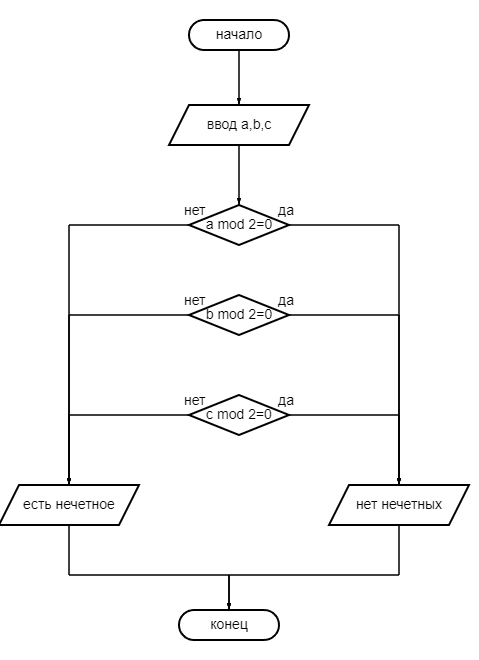 начало
ввод a,b,c
нет
да
a mod 2=0
нет
да
b mod 2=0
нет
да
c mod 2=0
есть нечетное
нет нечетных
конец